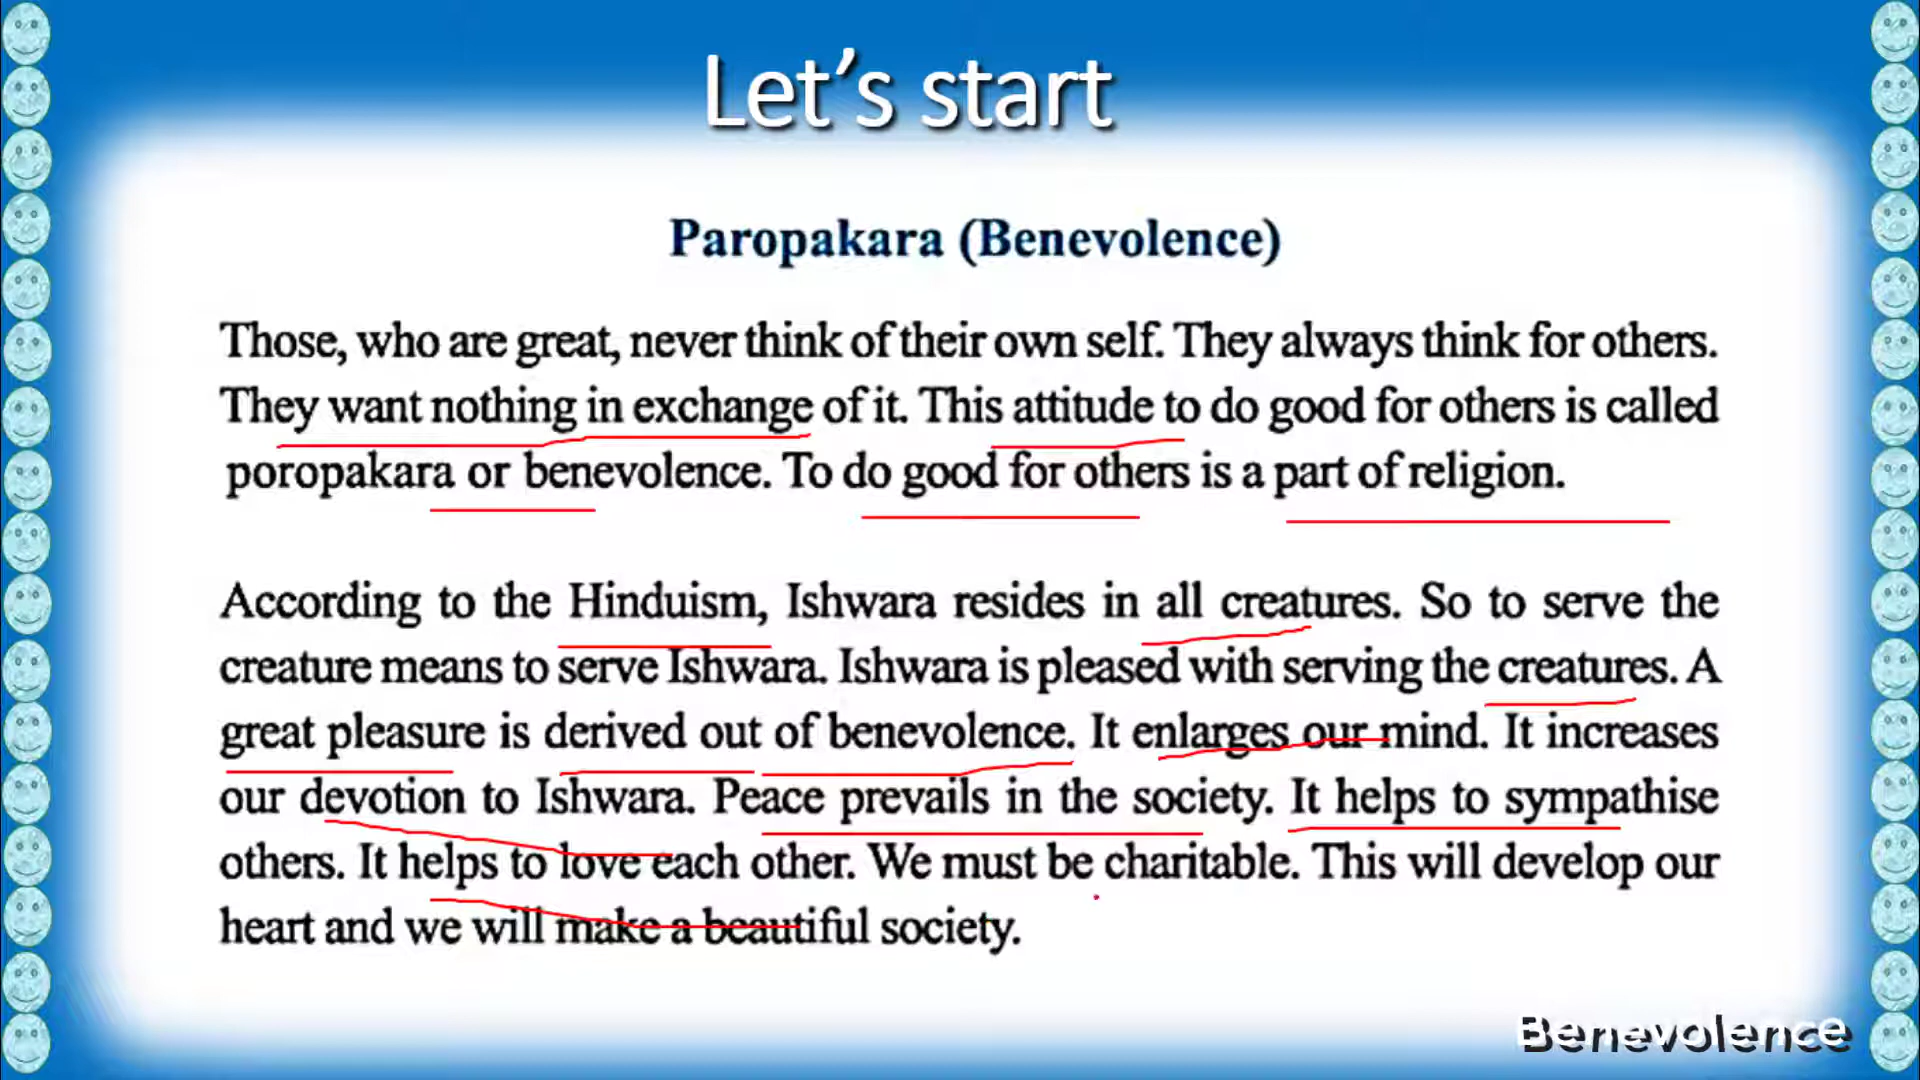 Let's start
Paropakara (Benevolence)
Those, who are great, never think of their own self. They always think for others.
They want nothing in exchange of it. This attitude to do good for others is called
poropakara or benevolence. To do good for others is a part of religion.
According to the Hinduism, Ishwara resides in all creatures. So to serve the
creature means to serve Ishwara. Ishwara is pleased with serving the creatures. A
great pleasure is derived out of benevolence. It enlarges our mind. It increases
our devotion to Ishwara. Peace prevails in the society. It helps to sympathise
others. It helps to love each other. We must be charitable. This will develop our
heart and we will make a beautiful society.
Benevolence